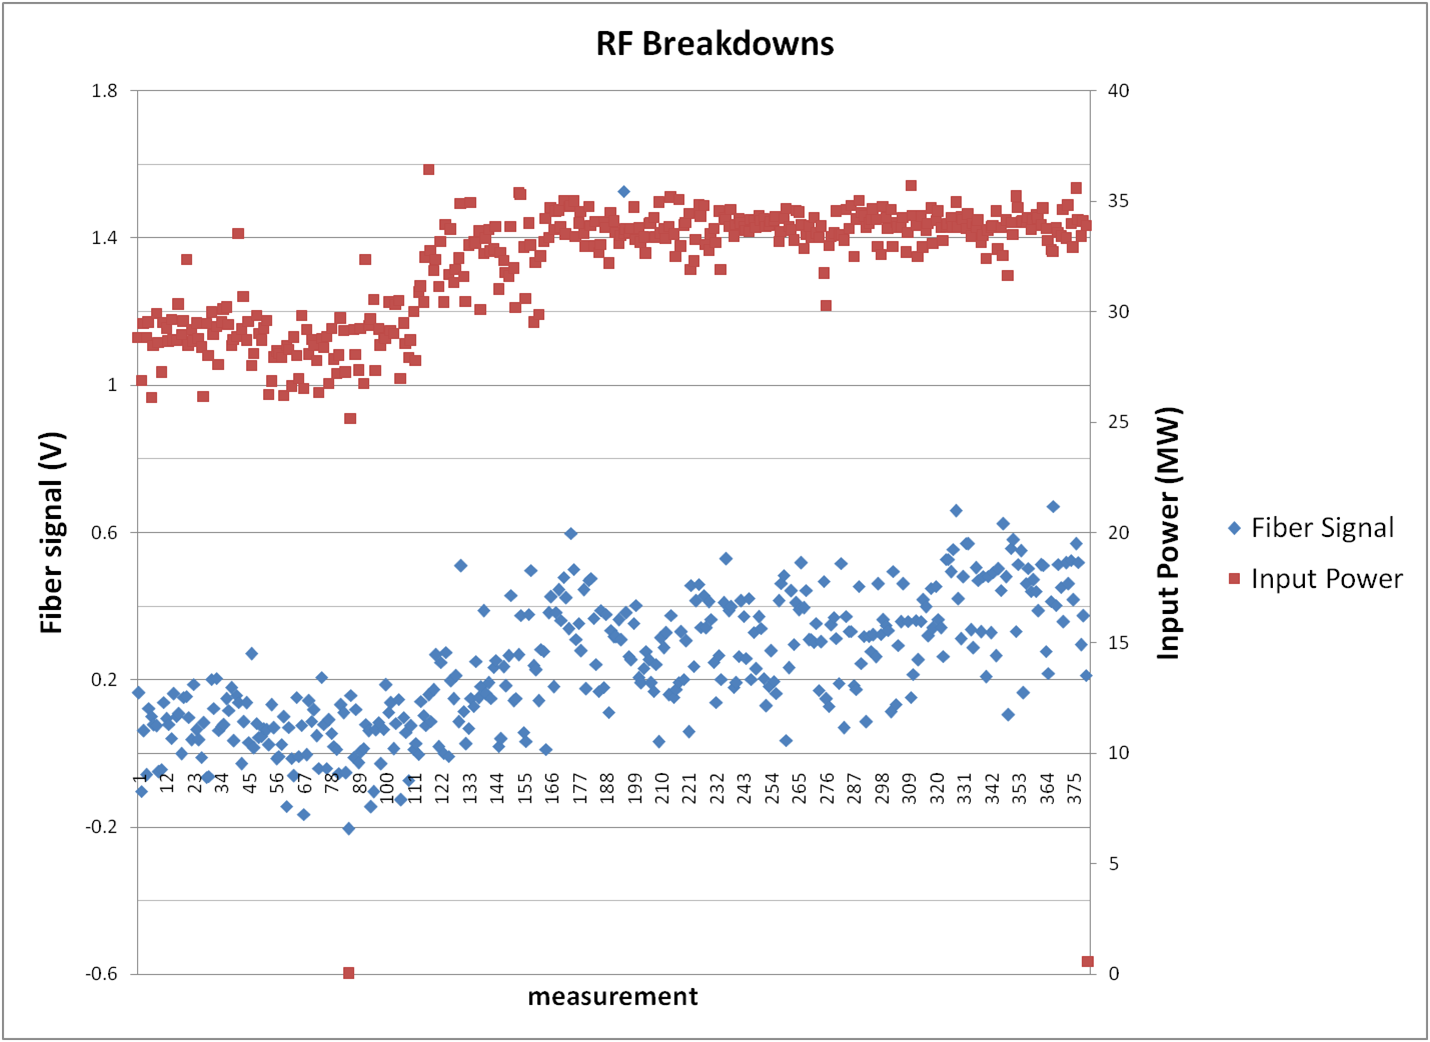 RF Breakdowns
1.8
1.4
1
0.6
0.2
-0.2
-0.6
Fiber signal (V)
40
35
30
25
20
15
10
5
0
Input Power (MW)
1 12 23 34 45 56 67 78 89 100 111 122 133 144 155 166 177 188 199 210 221 232 243 254 265 276 287 298 309 320 331 342 353 364 375
measurement
Fiber Signal
Input Power